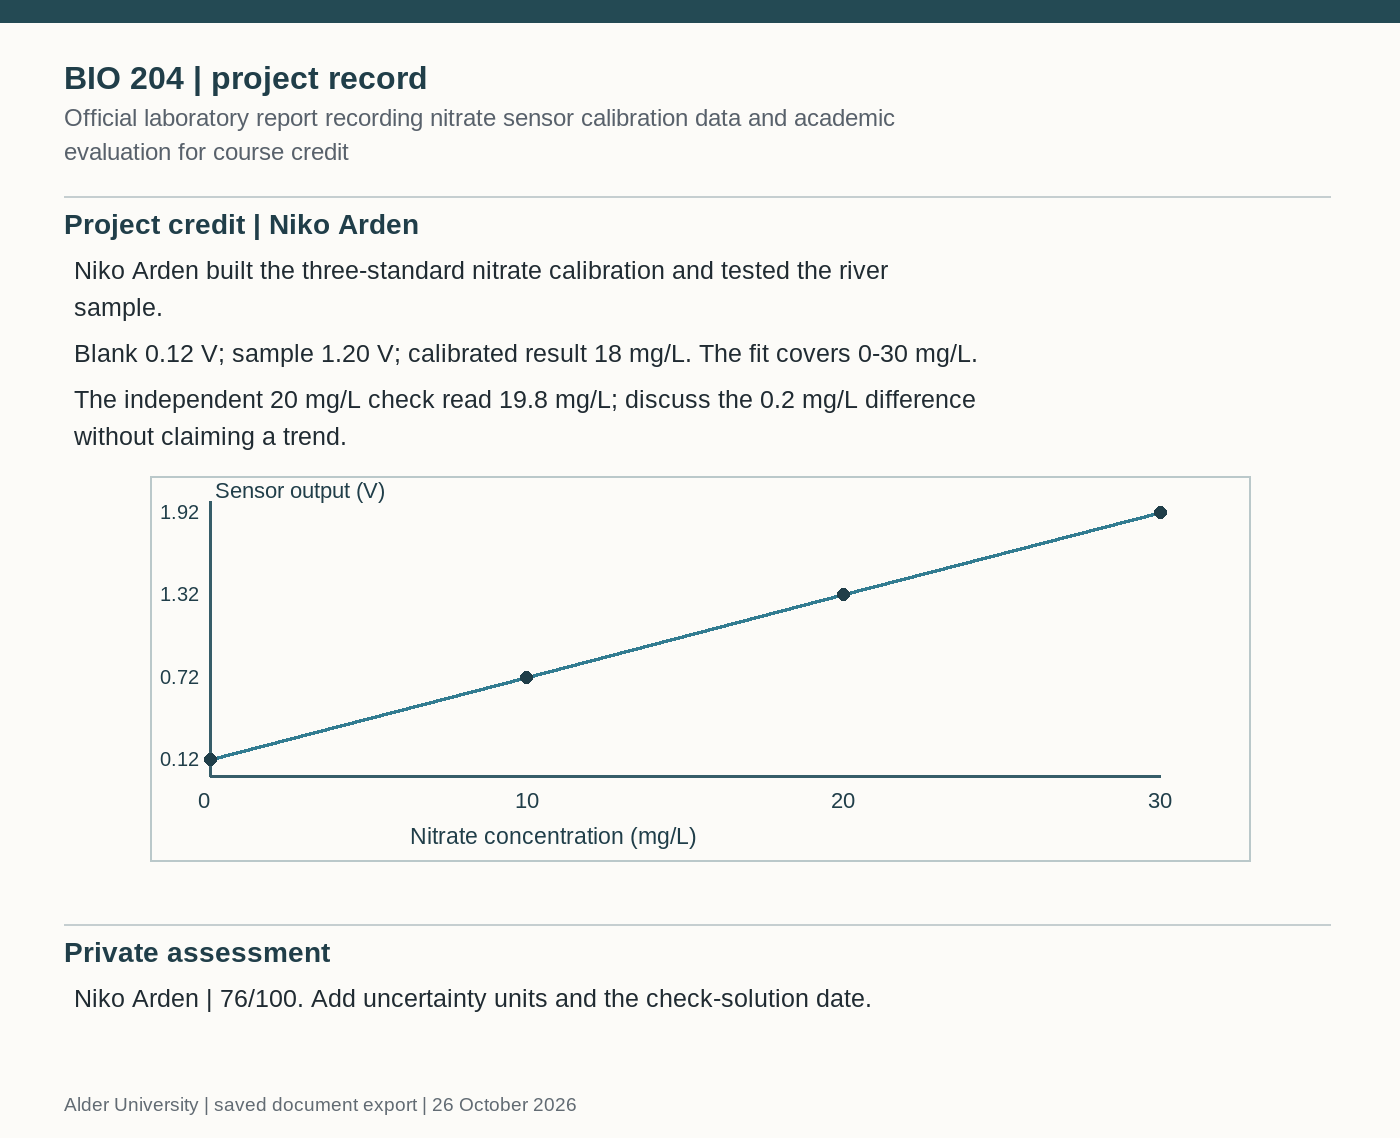 BIO 204 | project record
Official laboratory report recording nitrate sensor calibration data and academic
evaluation for course credit
Project credit | Niko Arden
Niko Arden built the three-standard nitrate calibration and tested the river
sample.
Blank 0.12 V; sample 1.20 V; calibrated result 18 mg/L. The fit covers 0-30 mg/L.
The independent 20 mg/L check read 19.8 mg/L; discuss the 0.2 mg/L difference
without claiming a trend.
Sensor output (V)
1.92
1.32
0.72
0.12
0 10 20 30
Nitrate concentration (mg/L)
Private assessment
Niko Arden | 76/100. Add uncertainty units and the check-solution date.
Alder University | saved document export | 26 October 2026